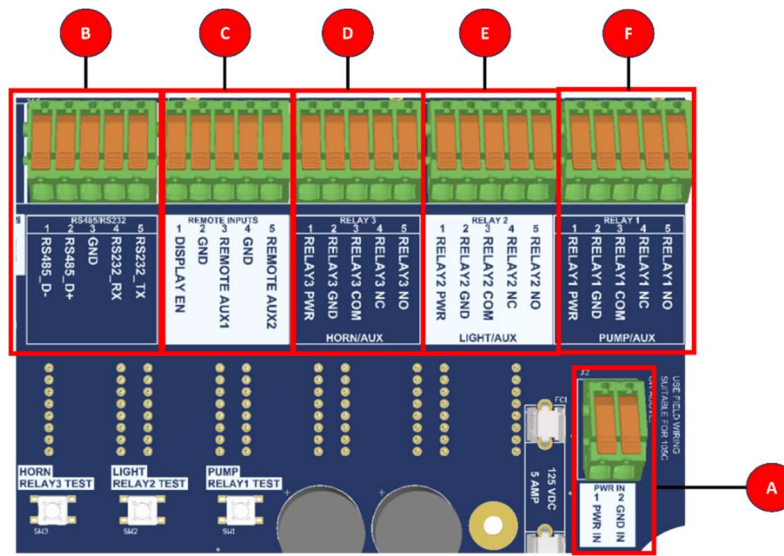 B C D E F
RS485/RS232
1 2 3 4 5
RS485_D-
RS485_D+
GND
RS232_RX
RS232_TX
REMOTE INPUTS
1 2 3 4 5
DISPLAY EN
GND
REMOTE AUX1
GND
REMOTE AUX2
RELAY 3
1 2 3 4 5
RELAY3 PWR
RELAY3 GND
RELAY3 COM
RELAY3 NC
RELAY3 NO
HORN/AUX
RELAY 2
1 2 3 4 5
RELAY2 PWR
RELAY2 GND
RELAY2 COM
RELAY2 NC
RELAY2 NO
LIGHT/AUX
RELAY 1
1 2 3 4 5
RELAY1 PWR
RELAY1 GND
RELAY1 COM
RELAY1 NC
RELAY1 NO
PUMP/AUX
J2
USE FIELD WIRING
SUITABLE FOR 105C
FC1
HORN
RELAY3 TEST
LIGHT
RELAY2 TEST
PUMP
RELAY1 TEST
SW3
SW2
SW1
125 VDC
5 AMP
PWR IN
1 2
PWR IN
GND IN
A